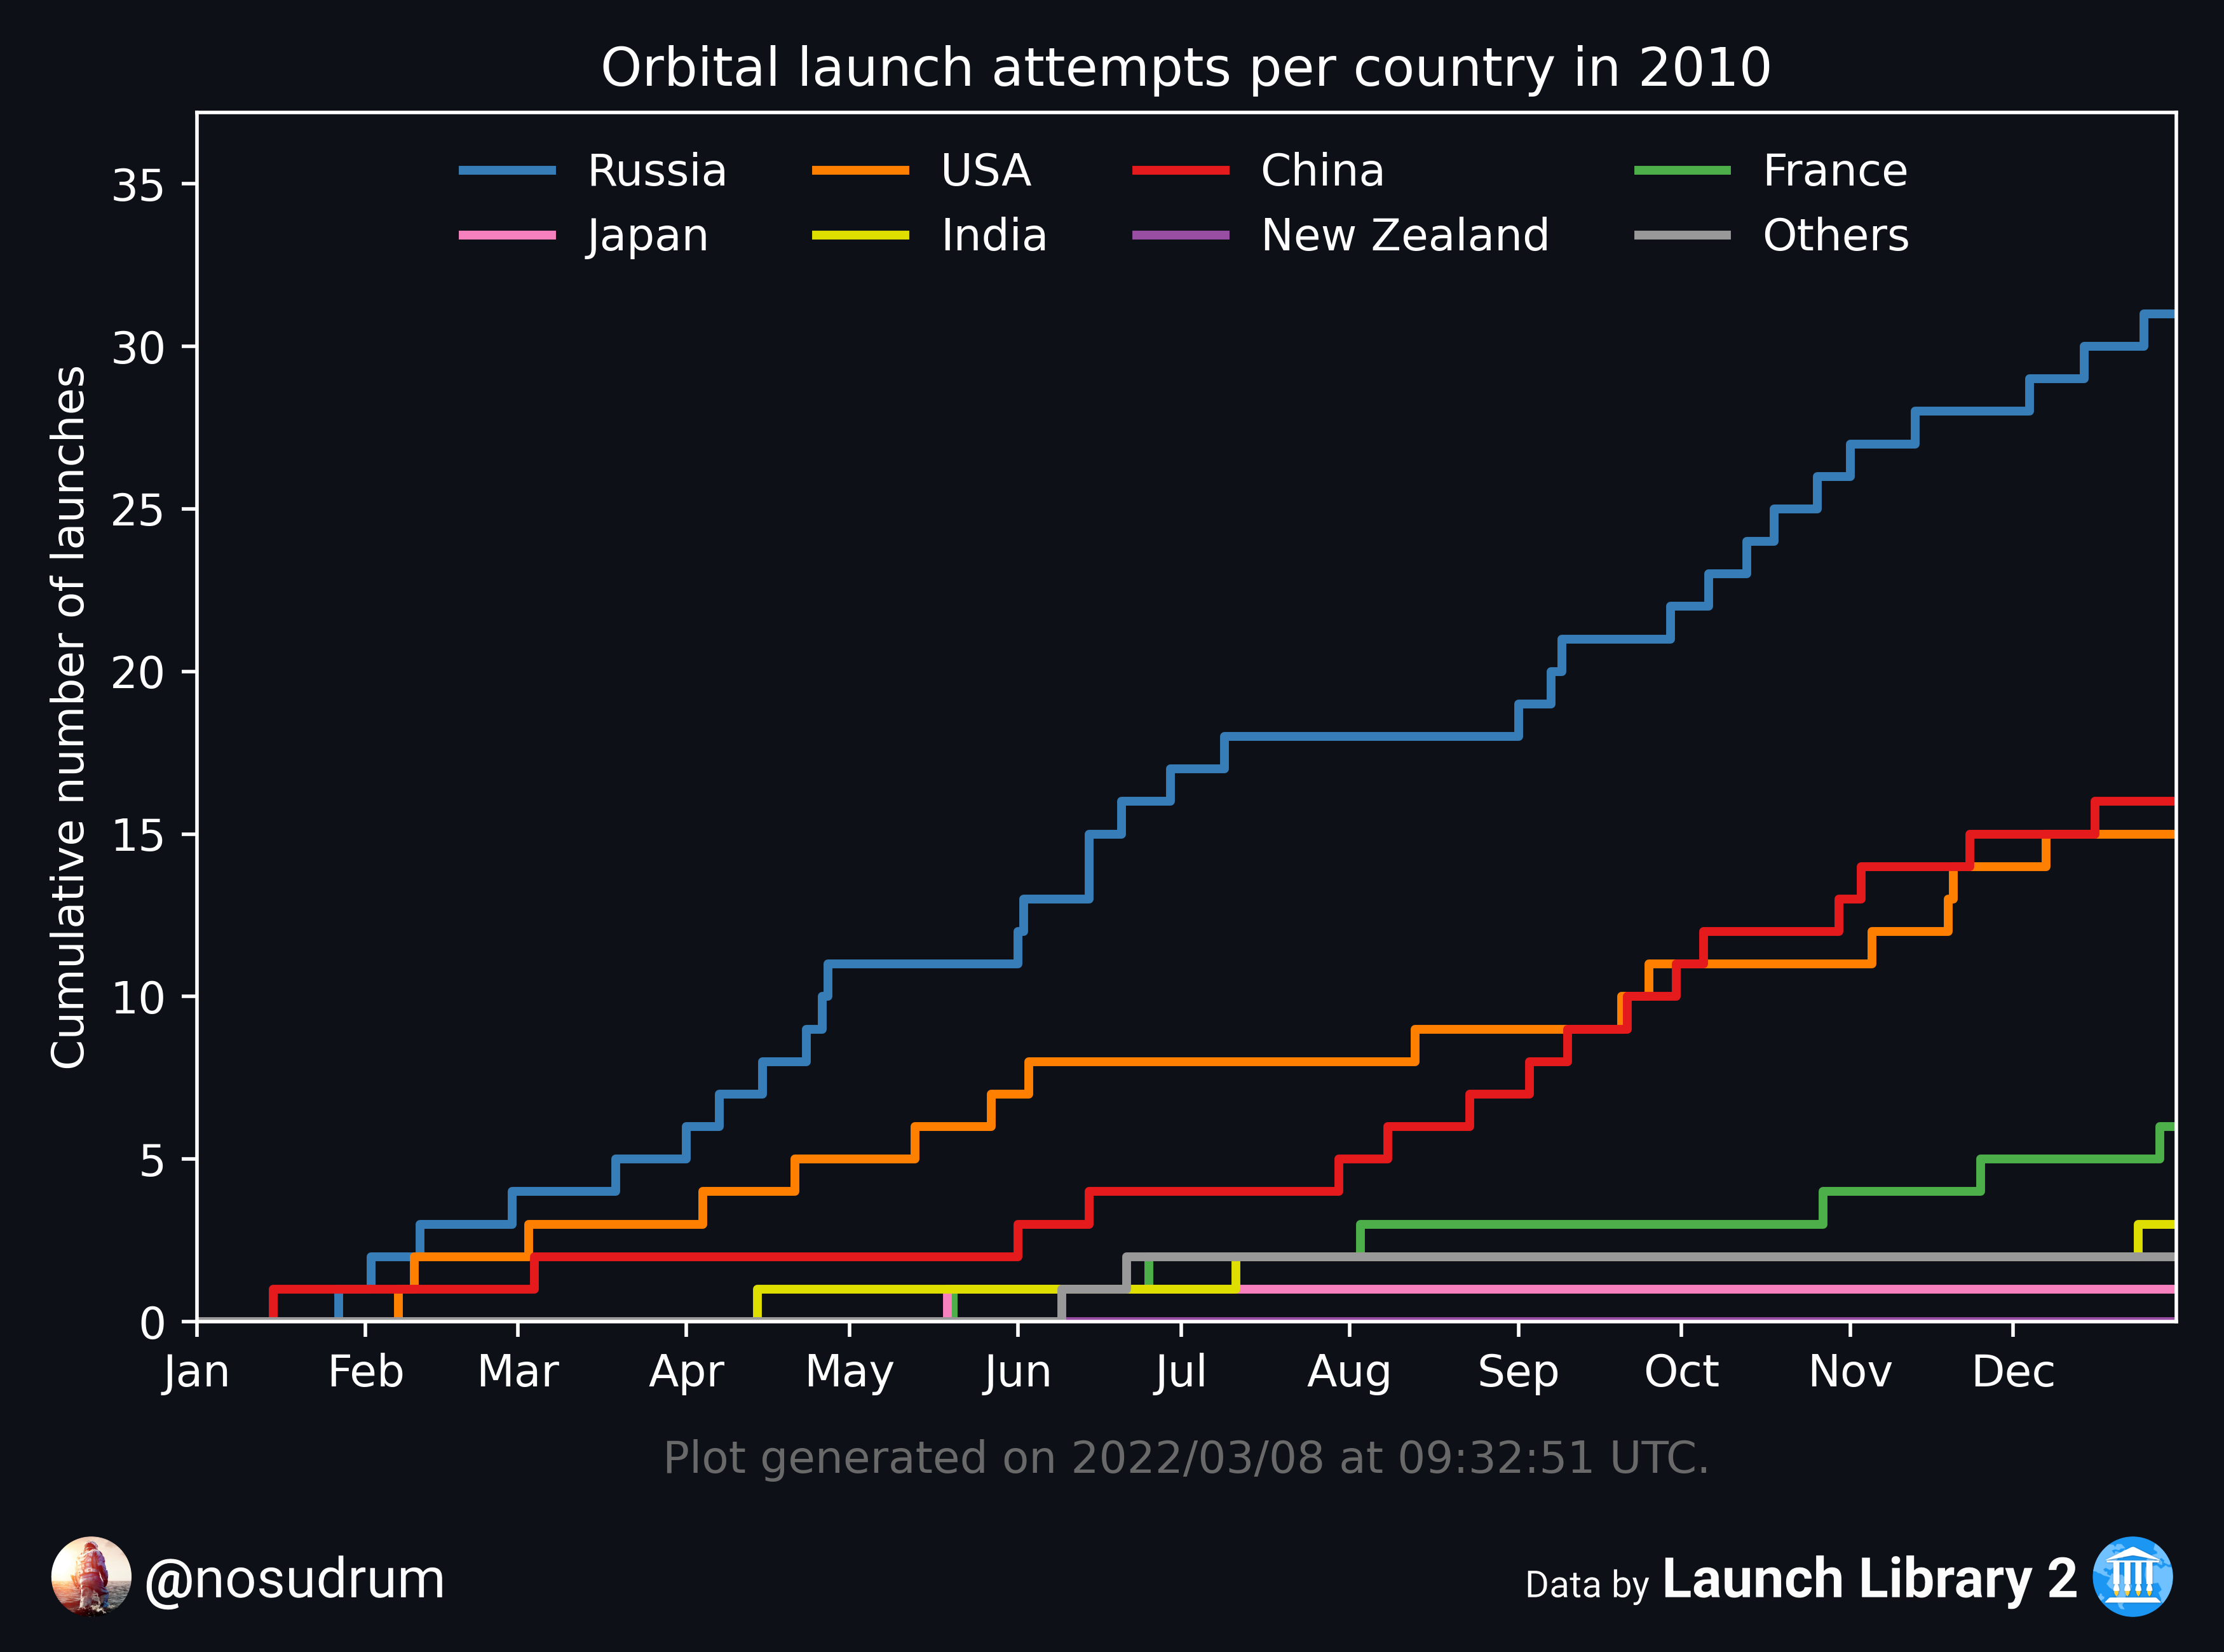 Orbital launch attempts per country in 2010
Russia USA China France
Japan India New Zealand Others
Cumulative number of launches
35
30
25
20
15
10
5
0
Jan Feb Mar Apr May Jun Jul Aug Sep Oct Nov Dec
Plot generated on 2022/03/08 at 09:32:51 UTC.
@nosudrum
Data by Launch Library 2